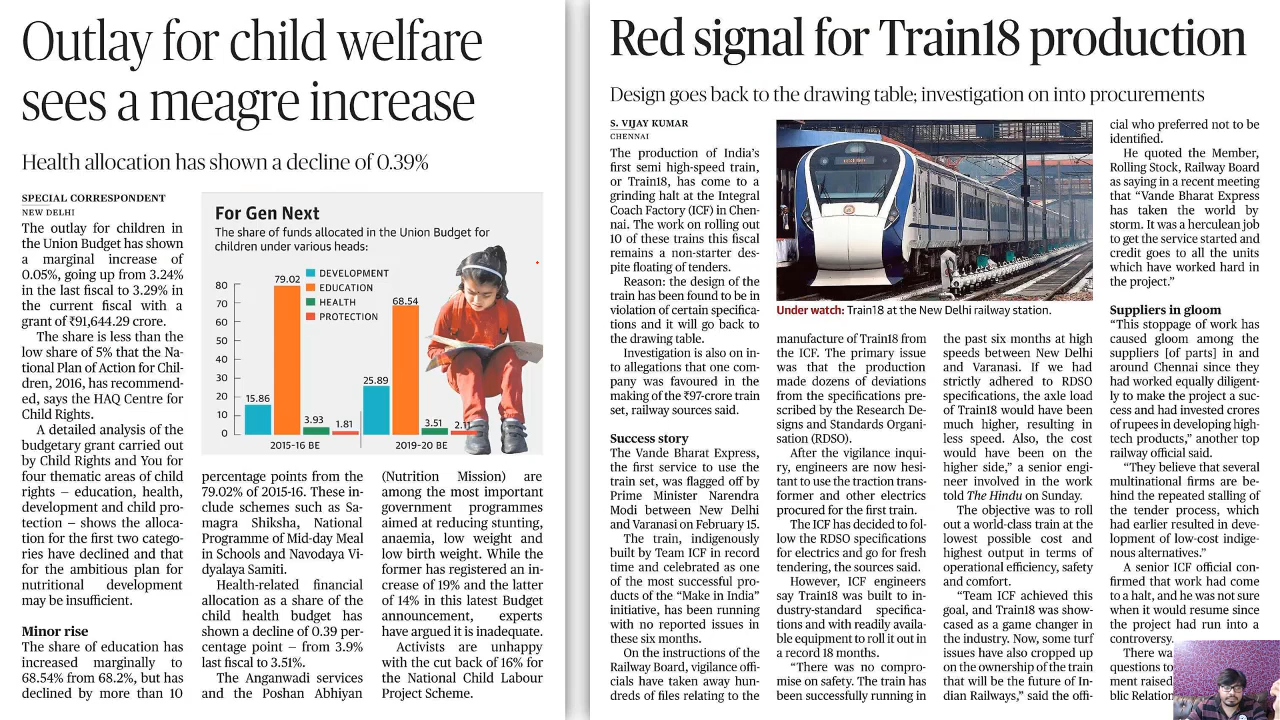 Outlay for child welfare
sees a meagre increase
Health allocation has shown a decline of 0.39%
SPECIAL CORRESPONDENT
NEW DELHI
The outlay for children in
the Union Budget has shown
a marginal increase of
0.05%, going up from 3.24%
in the last fiscal to 3.29% in
the current fiscal with a
grant of ₹91,644.29 crore.
The share is less than the
low share of 5% that the Na-
tional Plan of Action for Chil-
dren, 2016, has recommend-
ed, says the HAQ Centre for
Child Rights.
A detailed analysis of the
budgetary grant carried out
by Child Rights and You for
four thematic areas of child
rights – education, health,
development and child pro-
tection – shows the alloca-
tion for the first two catego-
ries have declined and that
for the ambitious plan for
nutritional development
may be insufficient.
Minor rise
The share of education has
increased marginally to
68.54% from 68.2%, but has
declined by more than 10
For Gen Next
The share of funds allocated in the Union Budget for
children under various heads:
DEVELOPMENT
EDUCATION
HEALTH
PROTECTION
80
70
60
50
40
30
20
10
0
15.86
79.02
3.93
1.81
25.89
68.54
3.51
2.11
2015-16 BE
2019-20 BE
percentage points from the
79.02% of 2015-16. These in-
clude schemes such as Sa-
magra Shiksha, National
Programme of Mid-day Meal
in Schools and Navodaya Vi-
dyalaya Samiti.
Health-related financial
allocation as a share of the
child health budget has
shown a decline of 0.39 per-
centage point – from 3.9%
last fiscal to 3.51%.
The Anganwadi services
and the Poshan Abhiyan
(Nutrition Mission) are
among the most important
government programmes
aimed at reducing stunting,
anaemia, low weight and
low birth weight. While the
former has registered an in-
crease of 19% and the latter
of 14% in this latest Budget
announcement, experts
have argued it is inadequate.
Activists are unhappy
with the cut back of 16% for
the National Child Labour
Project Scheme.
Red signal for Train18 production
Design goes back to the drawing table; investigation on into procurements
S. VIJAY KUMAR
CHENNAI
The production of India's
first semi high-speed train,
or Train18, has come to a
grinding halt at the Integral
Coach Factory (ICF) in Chen-
nai. The work on rolling out
10 of these trains this fiscal
remains a non-starter des-
pite floating of tenders.
Reason: the design of the
train has been found to be in
violation of certain specifica-
tions and it will go back to
the drawing table.
Investigation is also on in-
to allegations that one com-
pany was favoured in the
making of the ₹97-crore train
set, railway sources said.
Success story
The Vande Bharat Express,
the first service to use the
train set, was flagged off by
Prime Minister Narendra
Modi between New Delhi
and Varanasi on February 15.
The train, indigenously
built by Team ICF in record
time and celebrated as one
of the most successful pro-
ducts of the “Make in India”
initiative, has been running
with no reported issues in
these six months.
On the instructions of the
Railway Board, vigilance offi-
cials have taken away hun-
dreds of files relating to the
Under watch: Train18 at the New Delhi railway station.
manufacture of Train18 from
the ICF. The primary issue
was that the production
made dozens of deviations
from the specifications pre-
scribed by the Research De-
signs and Standards Organi-
sation (RDSO).
After the vigilance inqui-
ry, engineers are now hesi-
tant to use the traction trans-
former and other electrics
procured for the first train.
The ICF has decided to fol-
low the RDSO specifications
for electrics and go for fresh
tendering, the sources said.
However, ICF engineers
say Train18 was built to in-
dustry-standard specifica-
tions and with readily availa-
ble equipment to roll it out in
a record 18 months.
“There was no compro-
mise on safety. The train has
been successfully running in
the past six months at high
speeds between New Delhi
and Varanasi. If we had
strictly adhered to RDSO
specifications, the axle load
of Train18 would have been
much higher, resulting in
less speed. Also, the cost
would have been on the
higher side,” a senior engi-
neer involved in the work
told The Hindu on Sunday.
The objective was to roll
out a world-class train at the
lowest possible cost and
highest output in terms of
operational efficiency, safety
and comfort.
“Team ICF achieved this
goal, and Train18 was show-
cased as a game changer in
the industry. Now, some turf
issues have also cropped up
on the ownership of the train
that will be the future of In-
dian Railways,” said the offi-
cial who preferred not to be
identified.
He quoted the Member,
Rolling Stock, Railway Board
as saying in a recent meeting
that “Vande Bharat Express
has taken the world by
storm. It was a herculean job
to get the service started and
credit goes to all the units
which have worked hard in
the project.”
Suppliers in gloom
“This stoppage of work has
caused gloom among the
suppliers [of parts] in and
around Chennai since they
had worked equally diligent-
ly to make the project a suc-
cess and had invested crores
of rupees in developing high-
tech products,” another top
railway official said.
“They believe that several
multinational firms are be-
hind the repeated stalling of
the tender process, which
had earlier resulted in deve-
lopment of low-cost indige-
nous alternatives.”
A senior ICF official con-
firmed that work had come
to a halt, and he was not sure
when it would resume since
the project had run into a
controversy.
There
questions to
ment raised
blic Relation